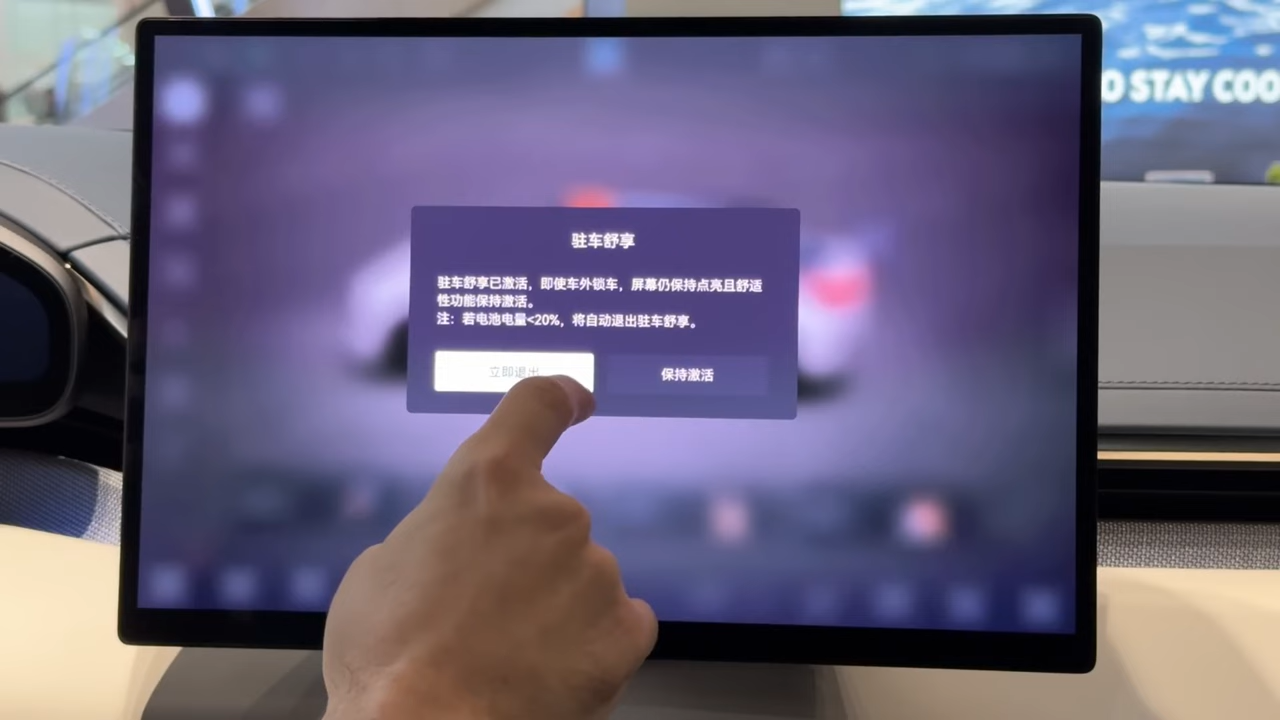 O STAY COO
驻车舒享
驻车舒享已激活，即使车外锁车，屏幕仍保持点亮且舒适
性功能保持激活。
注：若电池电量<20%，将自动退出驻车舒享。
立即退出
保持激活